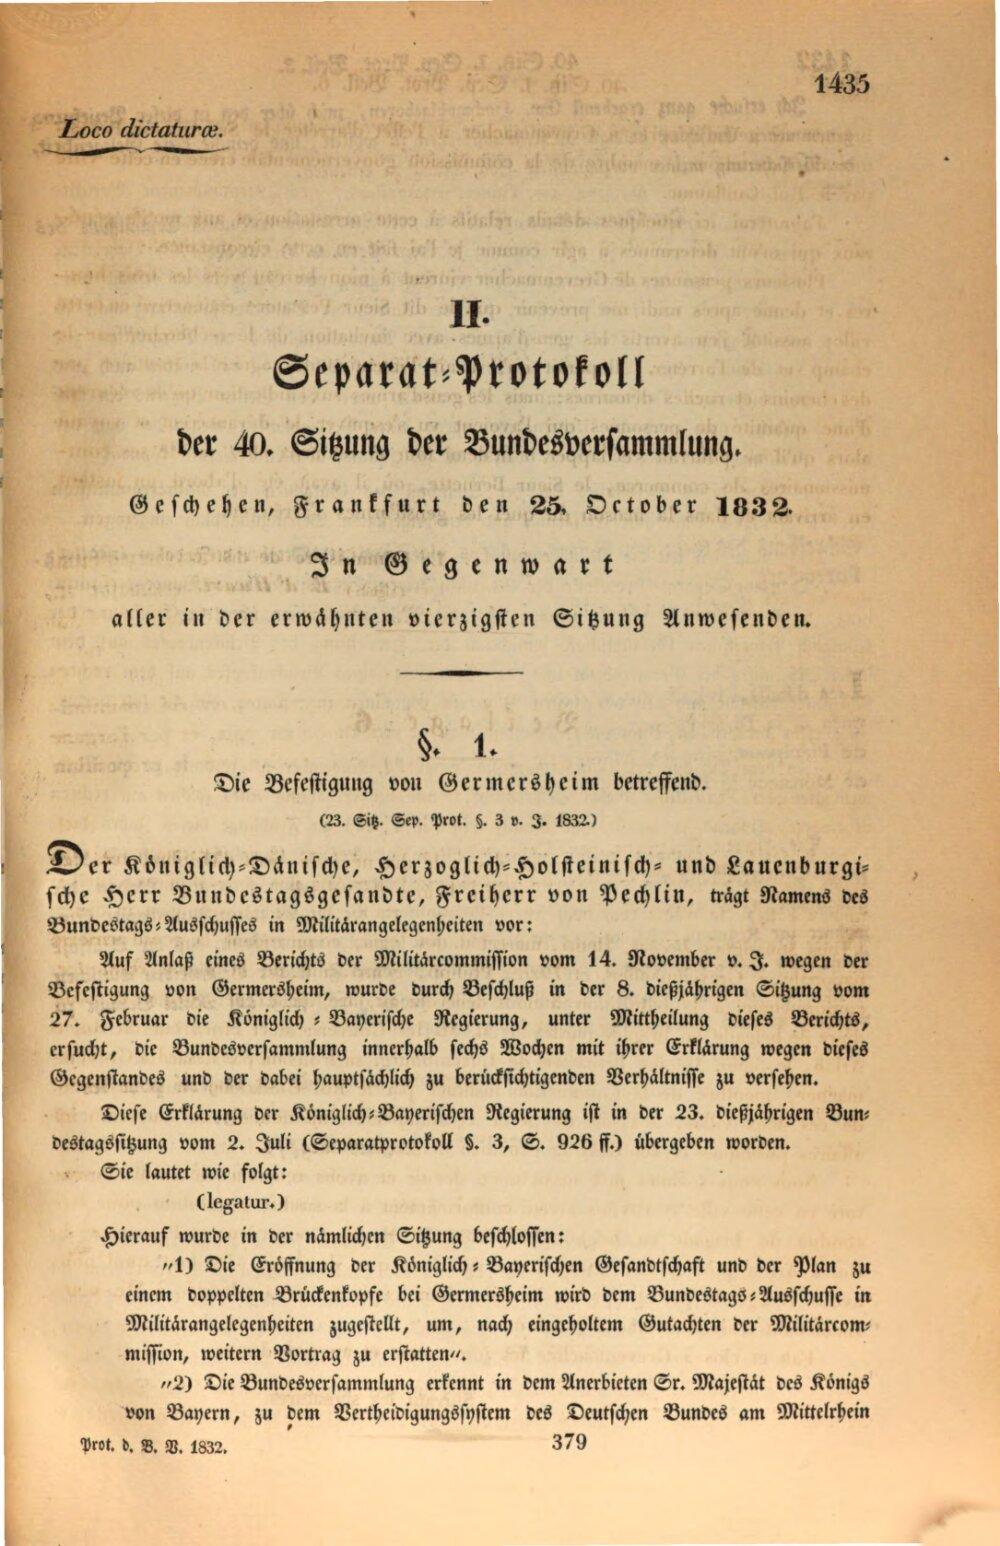 1435
Loco dictaturæ.
II.
Separat-Protokoll
der 40. Sitzung der Bundesversammlung.
Geschehen, Frankfurt den 25. October 1832.
In Gegenwart
aller in der erwähnten vierzigsten Sitzung Anwesenden.
§. 1.
Die Befestigung von Germersheim betreffend.
(23. Sitz. Sep. Prot. §. 3 v. J. 1832.)
Der Königlich-Dänische, Herzoglich-Holsteinisch- und Lauenburgi-
sche Herr Bundestagsgesandte, Freiherr von Pechlin, trägt Namens des
Bundestags-Ausschusses in Militärangelegenheiten vor:
Auf Anlaß eines Berichts der Militärcommission vom 14. November v. J. wegen der
Befestigung von Germersheim, wurde durch Beschluß in der 8. dießjährigen Sitzung vom
27. Februar die Königlich-Bayerische Regierung, unter Mittheilung dieses Berichts,
ersucht, die Bundesversammlung innerhalb sechs Wochen mit ihrer Erklärung wegen dieses
Gegenstandes und der dabei hauptsächlich zu berücksichtigenden Verhältnisse zu versehen.
Diese Erklärung der Königlich-Bayerischen Regierung ist in der 23. dießjährigen Bun-
destagssitzung vom 2. Juli (Separatprotokoll §. 3, S. 926 ff.) übergeben worden.
Sie lautet wie folgt:
(legatur.)
Hierauf wurde in der nämlichen Sitzung beschlossen:
„1) Die Eröffnung der Königlich-Bayerischen Gesandtschaft und der Plan zu
einem doppelten Brückenkopfe bei Germersheim wird dem Bundestags-Ausschusse in
Militärangelegenheiten zugestellt, um, nach eingeholtem Gutachten der Militärcom-
mission, weitern Vortrag zu erstatten“.
„2) Die Bundesversammlung erkennt in dem Anerbieten Sr. Majestät des Königs
von Bayern, zu dem Vertheidigungssystem des Deutschen Bundes am Mittelrhein
Prot. d. B. V. 1832.
379